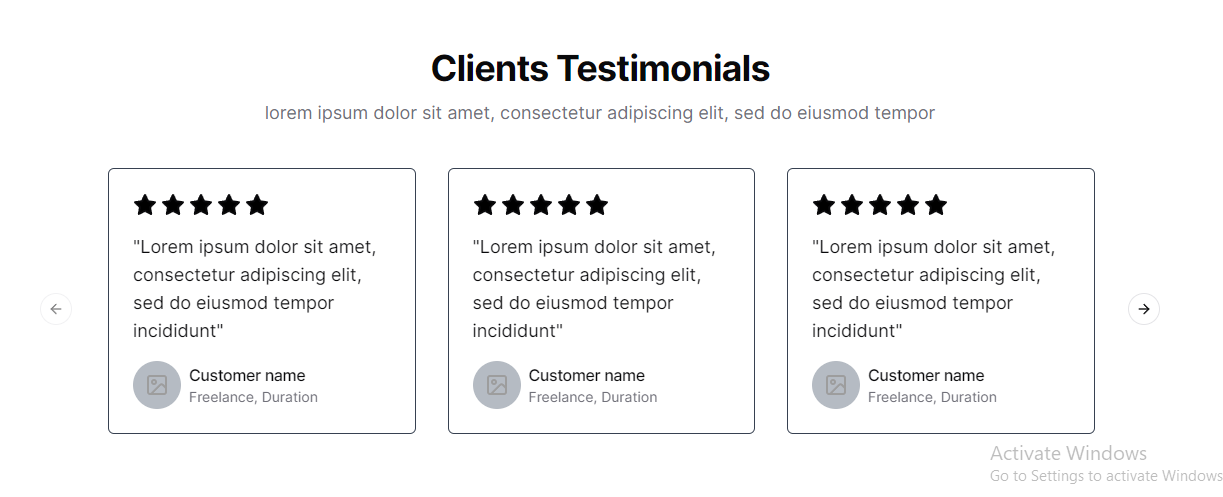 Clients Testimonials
lorem ipsum dolor sit amet, consectetur adipiscing elit, sed do eiusmod tempor
"Lorem ipsum dolor sit amet,
consectetur adipiscing elit,
sed do eiusmod tempor
incididunt"
Customer name
Freelance, Duration
"Lorem ipsum dolor sit amet,
consectetur adipiscing elit,
sed do eiusmod tempor
incididunt"
Customer name
Freelance, Duration
"Lorem ipsum dolor sit amet,
consectetur adipiscing elit,
sed do eiusmod tempor
incididunt"
Customer name
Freelance, Duration
Activate Windows
Go to Settings to activate Windows